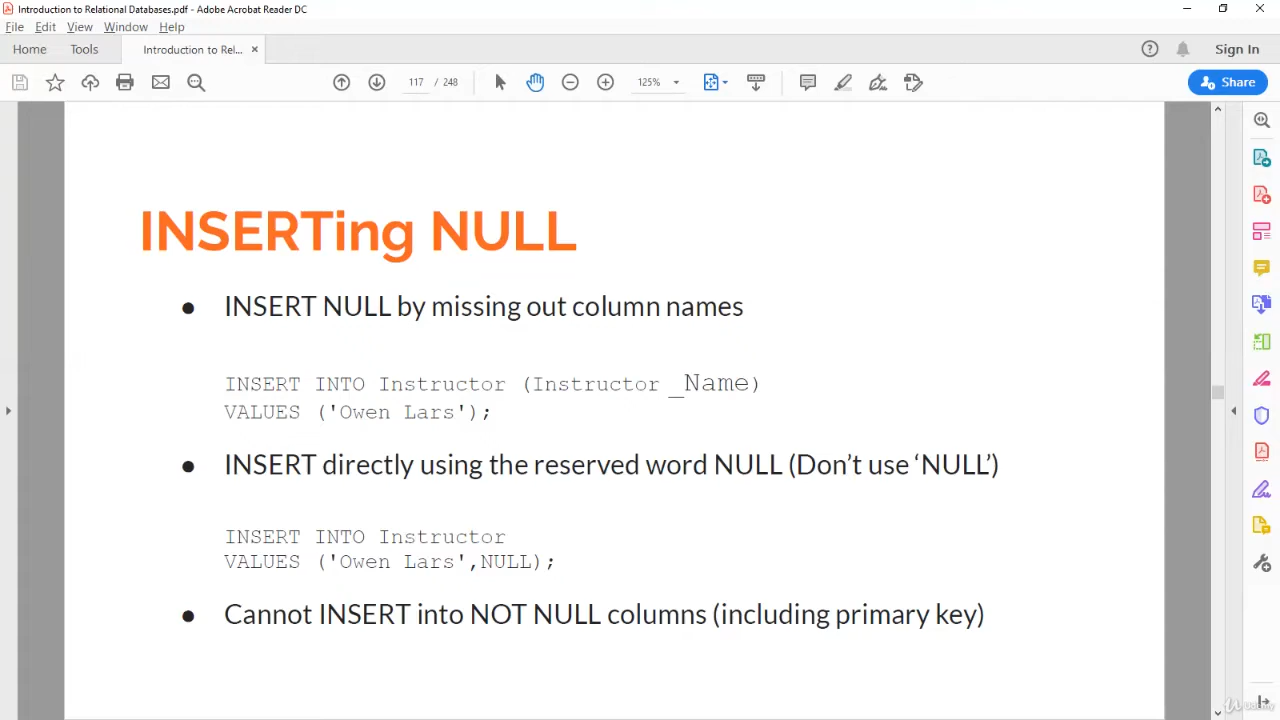 Introduction to Relational Databases.pdf - Adobe Acrobat Reader DC
File Edit View Window Help
Home Tools Introduction to Rel... × Sign In
117 / 248 125% Share
INSERTing NULL
● INSERT NULL by missing out column names
INSERT INTO Instructor (Instructor _Name)
VALUES ('Owen Lars');
● INSERT directly using the reserved word NULL (Don’t use ‘NULL’)
INSERT INTO Instructor
VALUES ('Owen Lars',NULL);
● Cannot INSERT into NOT NULL columns (including primary key)
Udemy